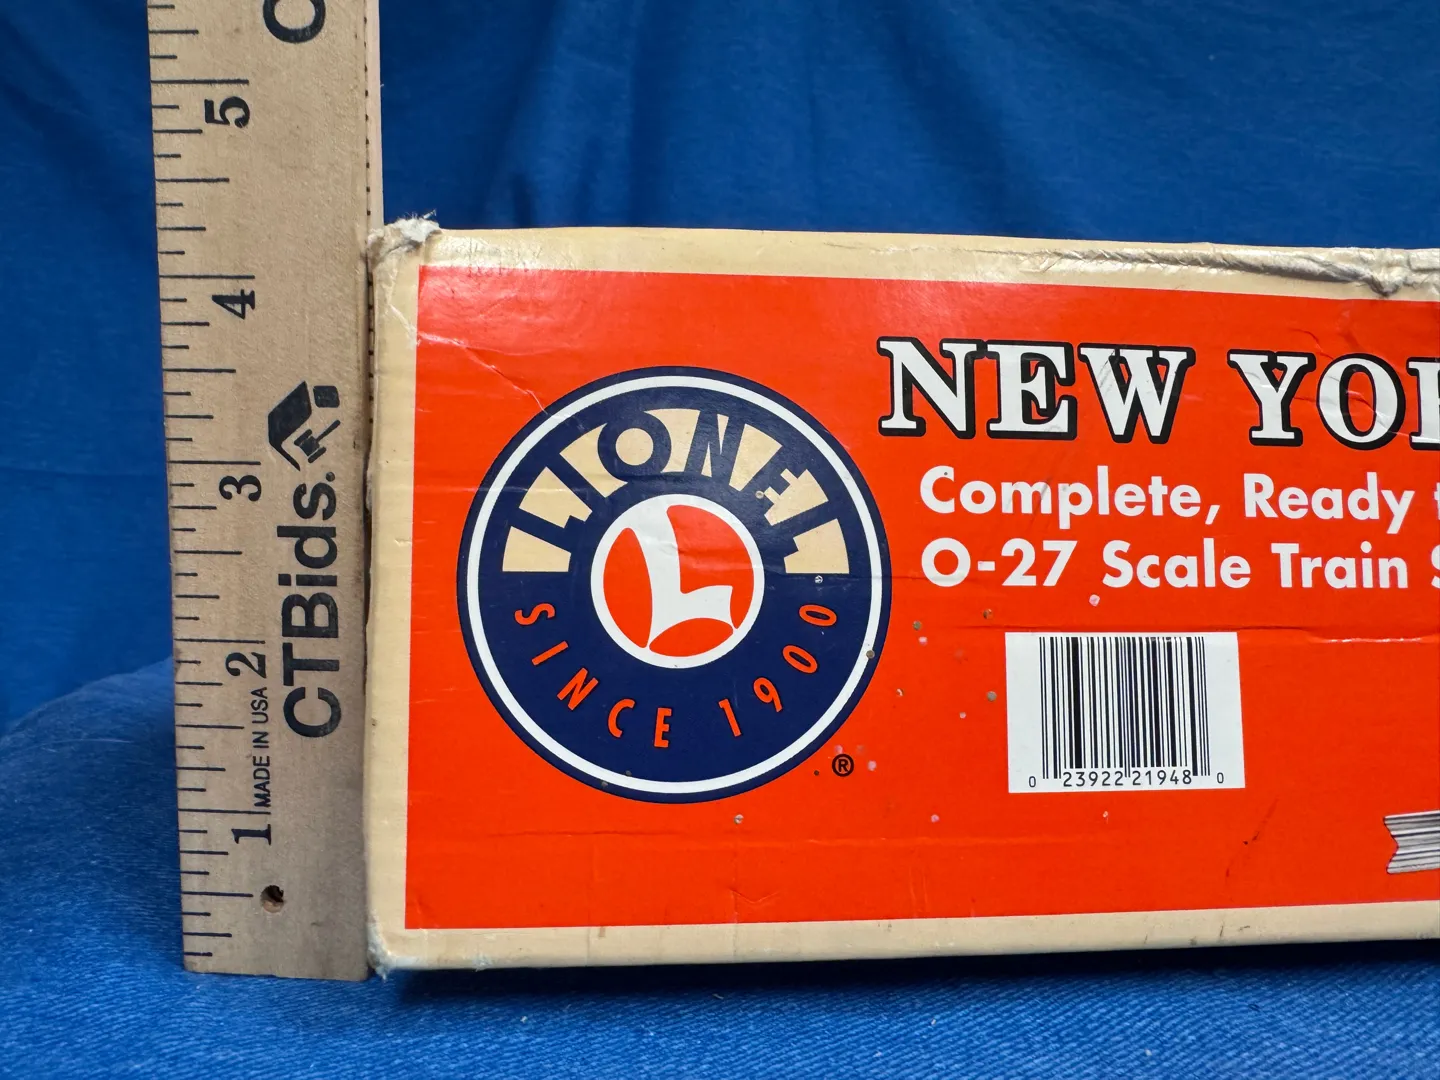 5
4
3
2
1
CTBids.
MADE IN USA
LIONEL
L
SINCE 1900
®
NEW YO
Complete, Ready
O-27 Scale Train
0 23922 21948 0